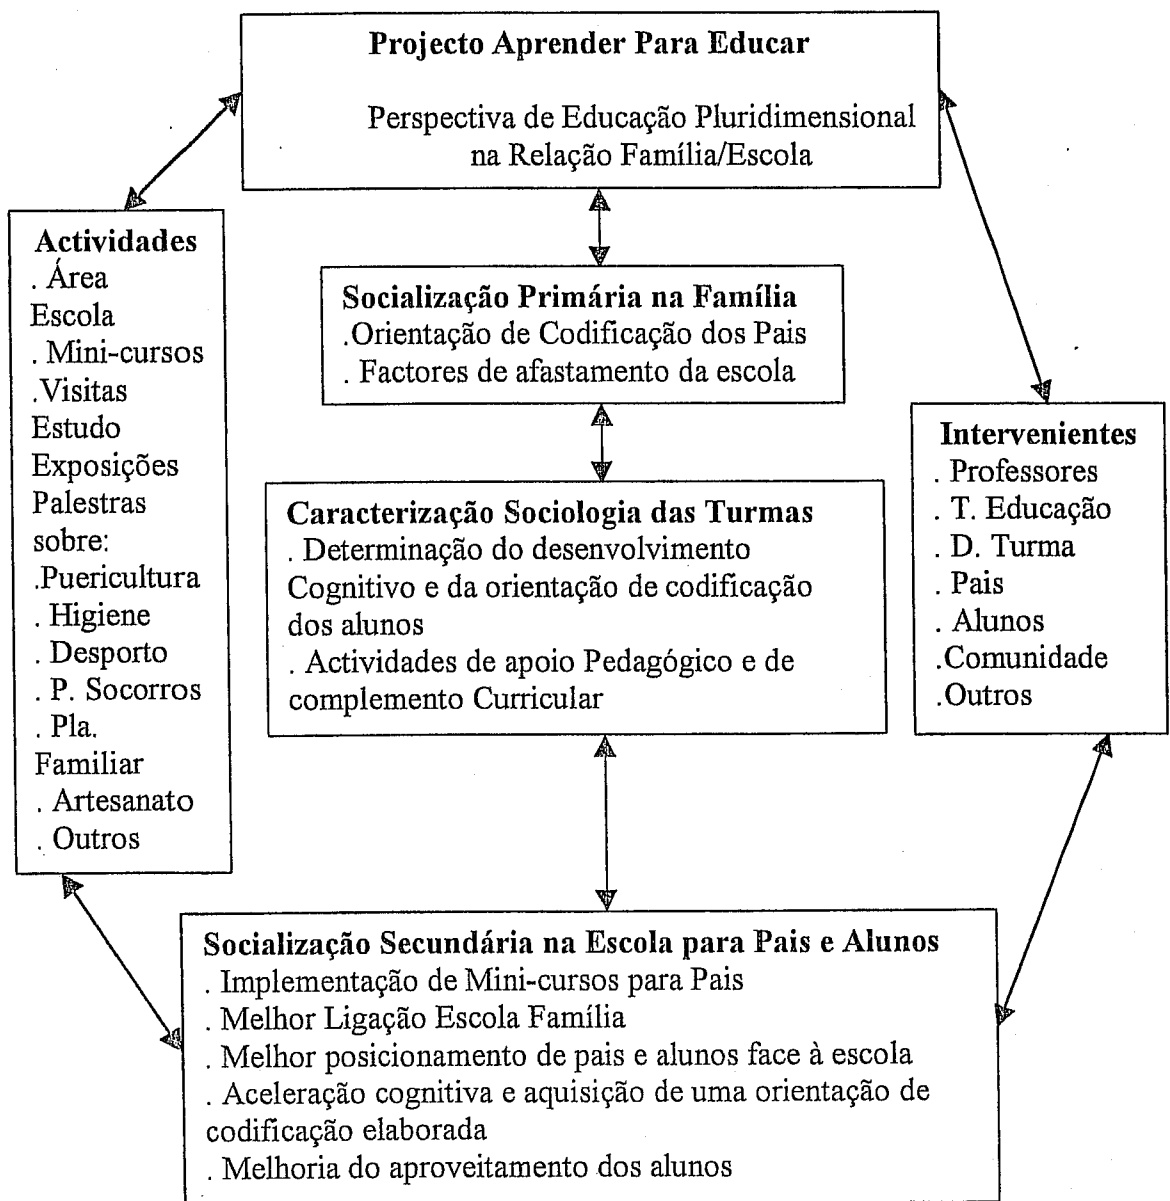 Projecto Aprender Para Educar
Perspectiva de Educação Pluridimensional
na Relação Família/Escola
Actividades
. Área
Escola
. Mini-cursos
.Visitas
Estudo
Exposições
Palestras
sobre:
.Puericultura
. Higiene
. Desporto
. P. Socorros
. Pla.
Familiar
. Artesanato
. Outros
Socialização Primária na Família
.Orientação de Codificação dos Pais
. Factores de afastamento da escola
Caracterização Sociologia das Turmas
. Determinação do desenvolvimento
Cognitivo e da orientação de codificação
dos alunos
. Actividades de apoio Pedagógico e de
complemento Curricular
Intervenientes
. Professores
. T. Educação
. D. Turma
. Pais
. Alunos
.Comunidade
.Outros
Socialização Secundária na Escola para Pais e Alunos
. Implementação de Mini-cursos para Pais
. Melhor Ligação Escola Família
. Melhor posicionamento de pais e alunos face à escola
. Aceleração cognitiva e aquisição de uma orientação de
codificação elaborada
. Melhoria do aproveitamento dos alunos